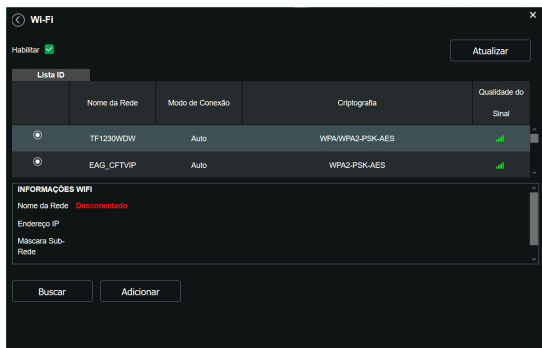 Wi-Fi
Habilitar
Atualizar
Lista ID
Nome da Rede Modo de Conexão Criptografia Qualidade do Sinal
TF1230WDW Auto WPA/WPA2-PSK-AES
EAG_CFTVIP Auto WPA2-PSK-AES
INFORMAÇÕES WIFI
Nome da Rede Desconectado
Endereço IP
Máscara Sub-
Rede
Buscar Adicionar